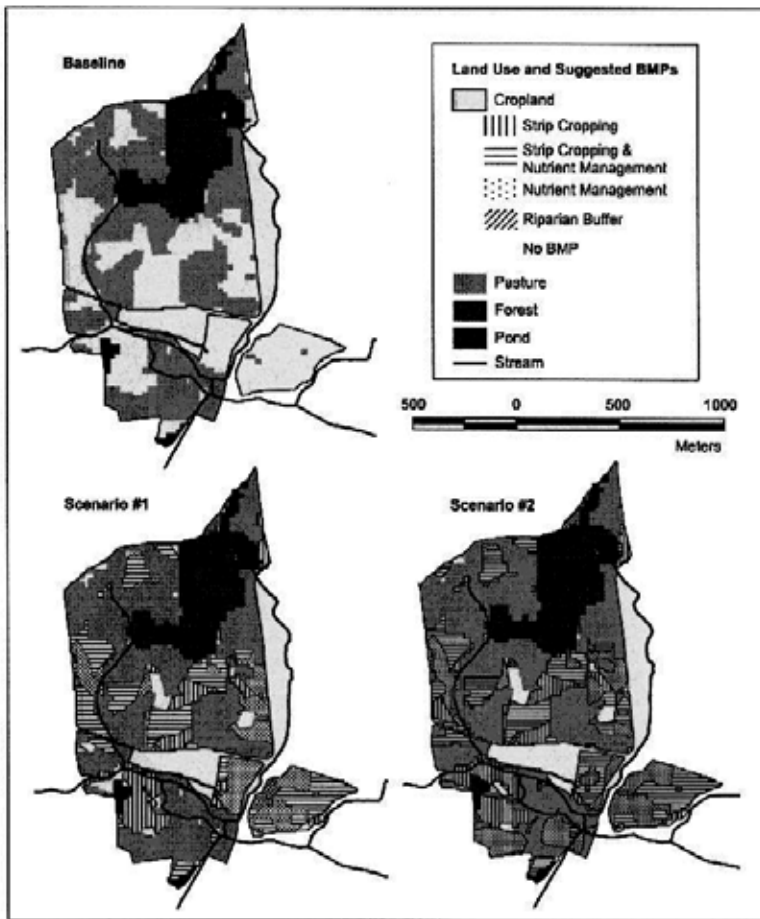 Baseline
Land Use and Suggested BMPs
Cropland
Strip Cropping
Strip Cropping &
Nutrient Management
Nutrient Management
Riparian Buffer
No BMP
Pasture
Forest
Pond
Stream
500 0 500 1000
Meters
Scenario #1
Scenario #2